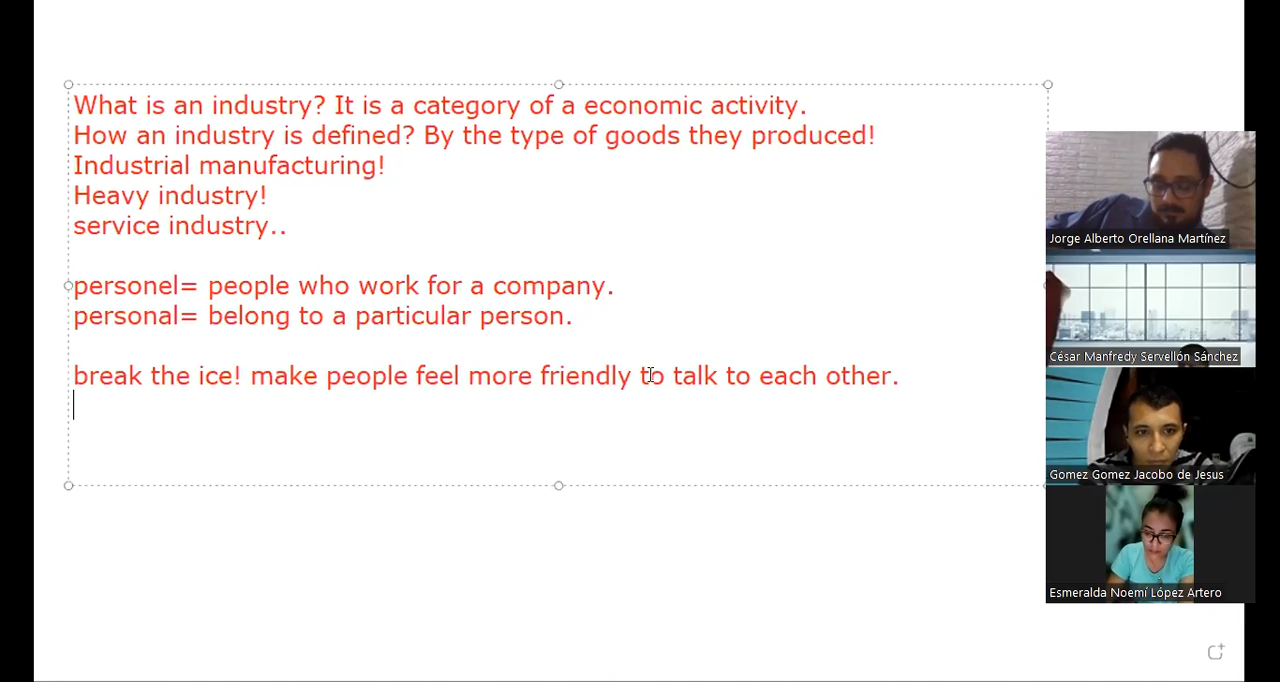 What is an industry? It is a category of a economic activity.
How an industry is defined? By the type of goods they produced!
Industrial manufacturing!
Heavy industry!
service industry..
personel= people who work for a company.
personal= belong to a particular person.
break the ice! make people feel more friendly to talk to each other.
Jorge Alberto Orellana Martínez
César Manfredy Servellón Sánchez
Gomez Gomez Jacobo de Jesus
Esmeralda Noemí López Artero